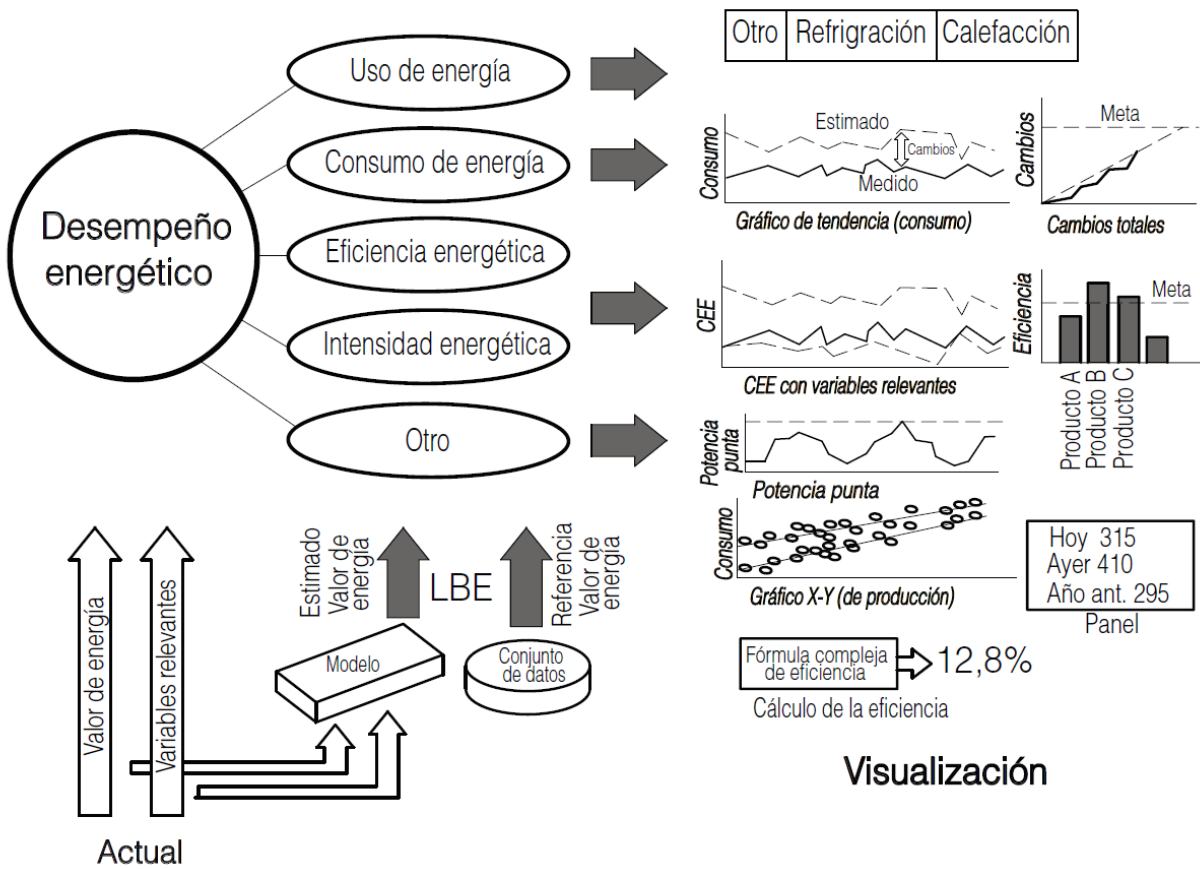 Desempeño
energético
Uso de energía
Consumo de energía
Eficiencia energética
Intensidad energética
Otro
Otro
Refrigración
Calefacción
Consumo
Estimado
Cambios
Medido
Gráfico de tendencia (consumo)
Cambios
Meta
Cambios totales
CEE
CEE con variables relevantes
Eficiencia
Meta
Producto A
Producto B
Producto C
Potencia
punta
Potencia punta
Consumo
Gráfico X-Y (de producción)
Hoy 315
Ayer 410
Año ant. 295
Panel
Fórmula compleja
de eficiencia
12,8%
Cálculo de la eficiencia
Visualización
Valor de energía
Variables relevantes
Estimado
Valor de
energía
LBE
Referencia
Valor de
energía
Modelo
Conjunto
de datos
Actual